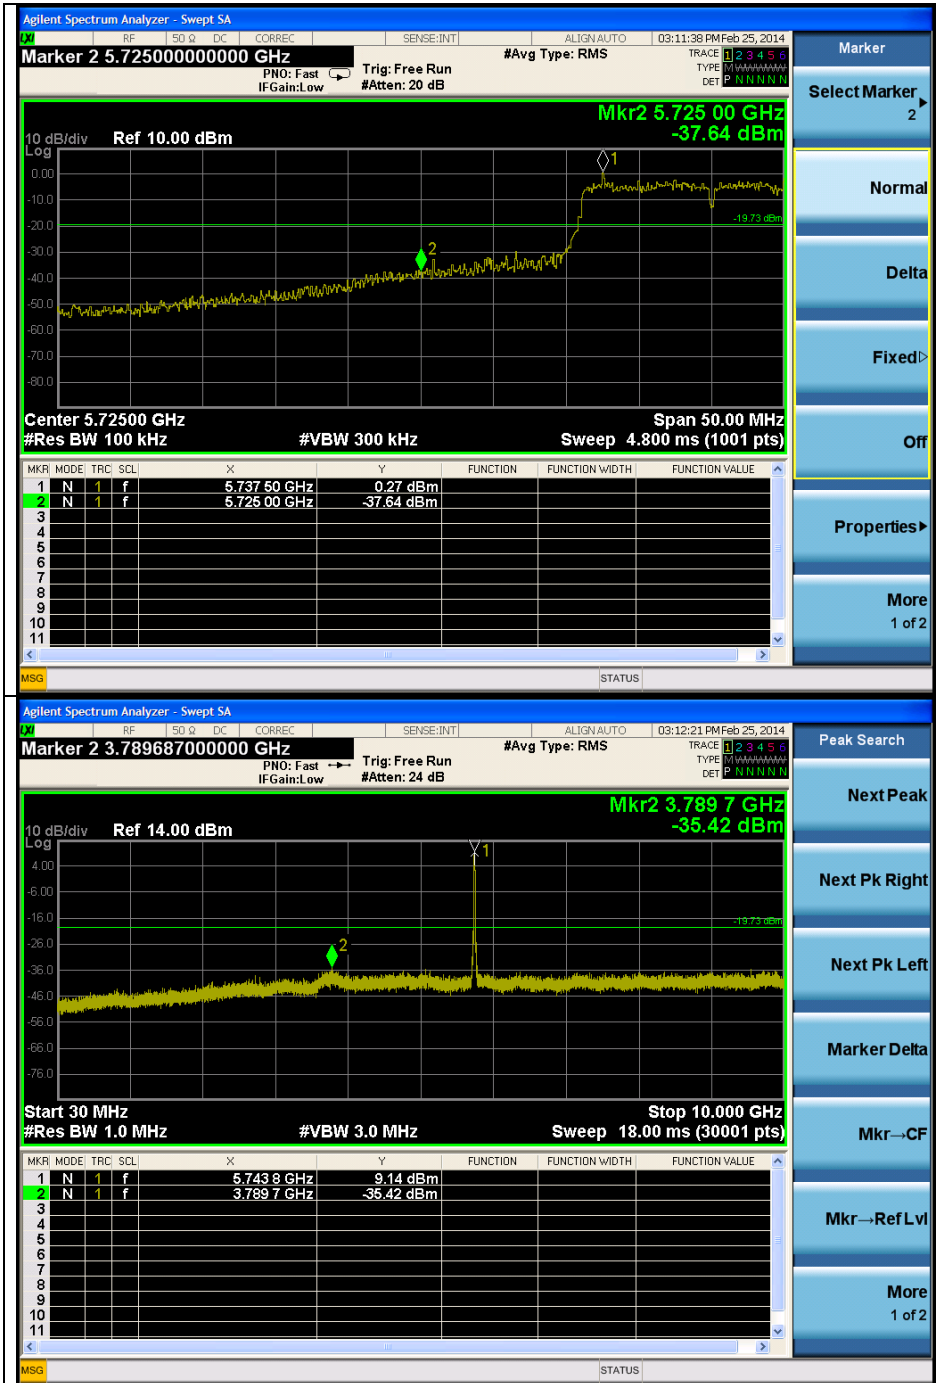 Agilent Spectrum Analyzer - Swept SA
LXI RF 50 Ω DC CORREC SENSE:INT ALIGN AUTO 03:11:38 PM Feb 25, 2014
Marker 2 5.725000000000 GHz #Avg Type: RMS TRACE 1 2 3 4 5 6
PNO: Fast Trig: Free Run TYPE M
IFGain:Low #Atten: 20 dB DET P N N N N N
Mkr2 5.725 00 GHz
10 dB/div Ref 10.00 dBm -37.64 dBm
Log
0.00
-10.0
-20.0
-30.0
-40.0
-50.0
-60.0
-70.0
-80.0
1
-19.73 dBm
2
Center 5.72500 GHz Span 50.00 MHz
#Res BW 100 kHz #VBW 300 kHz Sweep 4.800 ms (1001 pts)
MKR MODE TRC SCL X Y FUNCTION FUNCTION WIDTH FUNCTION VALUE
1 N 1 f 5.737 50 GHz 0.27 dBm
2 N 1 f 5.725 00 GHz -37.64 dBm
3
4
5
6
7
8
9
10
11
MSG STATUS
Marker
Select Marker
2
Normal
Delta
Fixed
Off
Properties
More
1 of 2
Agilent Spectrum Analyzer - Swept SA
LXI RF 50 Ω DC CORREC SENSE:INT ALIGN AUTO 03:12:21 PM Feb 25, 2014
Marker 2 3.789687000000 GHz #Avg Type: RMS TRACE 1 2 3 4 5 6
PNO: Fast Trig: Free Run TYPE M
IFGain:Low #Atten: 24 dB DET P N N N N N
Mkr2 3.789 7 GHz
10 dB/div Ref 14.00 dBm -35.42 dBm
Log
4.00
-6.00
-16.0
-26.0
-36.0
-46.0
-56.0
-66.0
-76.0
1
-19.73 dBm
2
Start 30 MHz Stop 10.000 GHz
#Res BW 1.0 MHz #VBW 3.0 MHz Sweep 18.00 ms (30001 pts)
MKR MODE TRC SCL X Y FUNCTION FUNCTION WIDTH FUNCTION VALUE
1 N 1 f 5.743 8 GHz 9.14 dBm
2 N 1 f 3.789 7 GHz -35.42 dBm
3
4
5
6
7
8
9
10
11
MSG STATUS
Peak Search
Next Peak
Next Pk Right
Next Pk Left
Marker Delta
Mkr→CF
Mkr→Ref Lvl
More
1 of 2